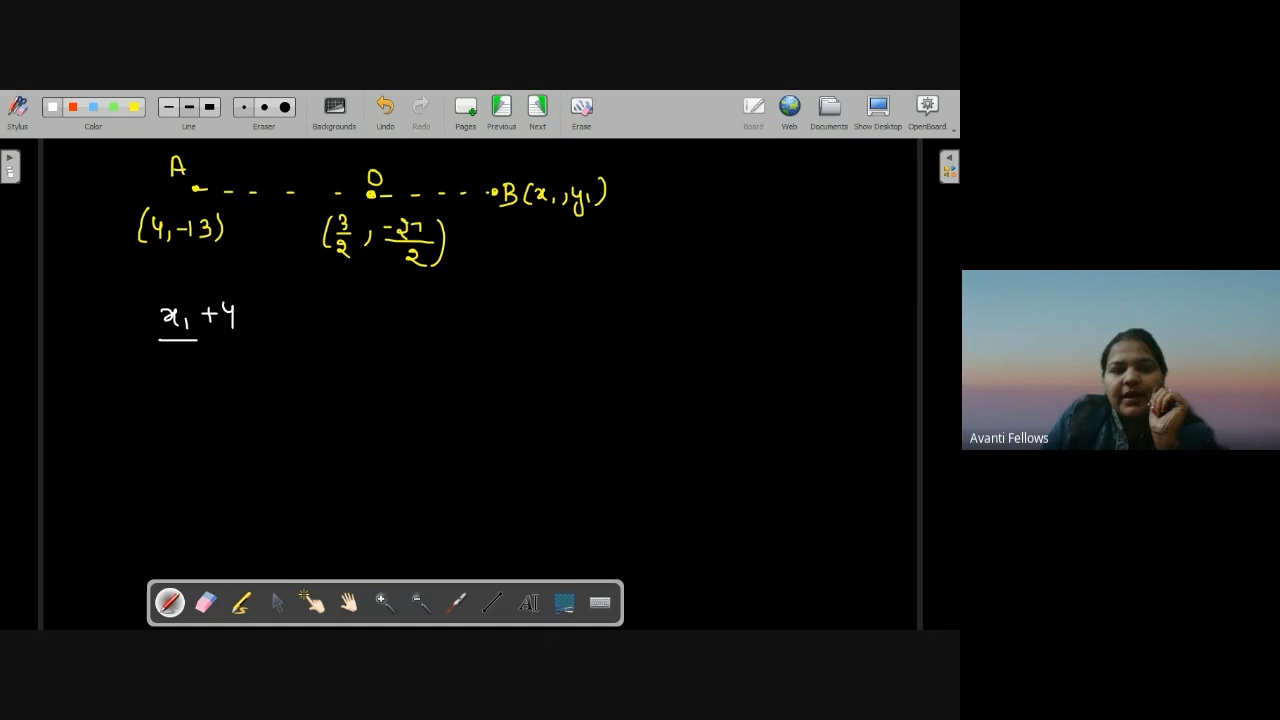 Stylus
Color
Line
Eraser
Backgrounds
Undo
Redo
Pages
Previous
Next
Erase
Board
Web
Documents
Show Desktop
OpenBoard
A
D
B(x₁,y₁)
(4,-13)
(3/2, -27/2)
x₁ +4
Avanti Fellows
AI